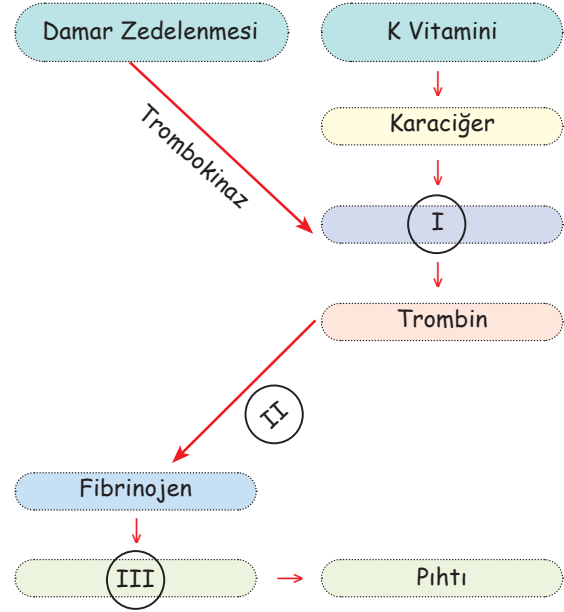 Damar Zedelenmesi
K Vitamini
Karaciğer
Trombokinaz
I
Trombin
II
Fibrinojen
III
Pıhtı